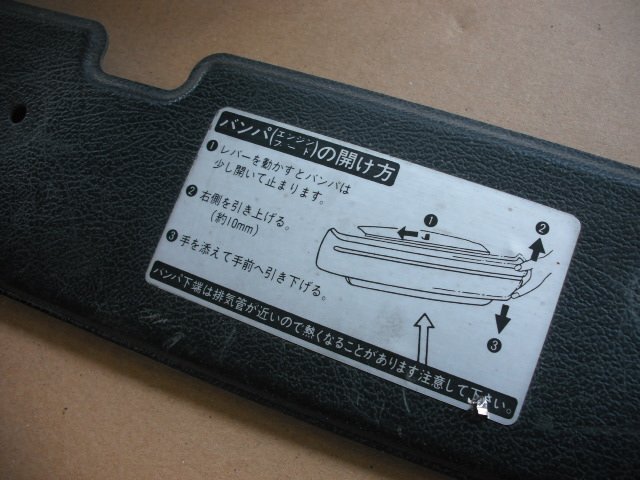 バンパ(エンジンフード)の開け方
❶ レバーを動かすとバンパは
少し開いて止まります。
❷ 右側を引き上げる。
(約10mm)
❸ 手を添えて手前へ引き下げる。
❶
❷
❸
バンパ下端は排気管が近いので熱くなることがあります注意して下さい。